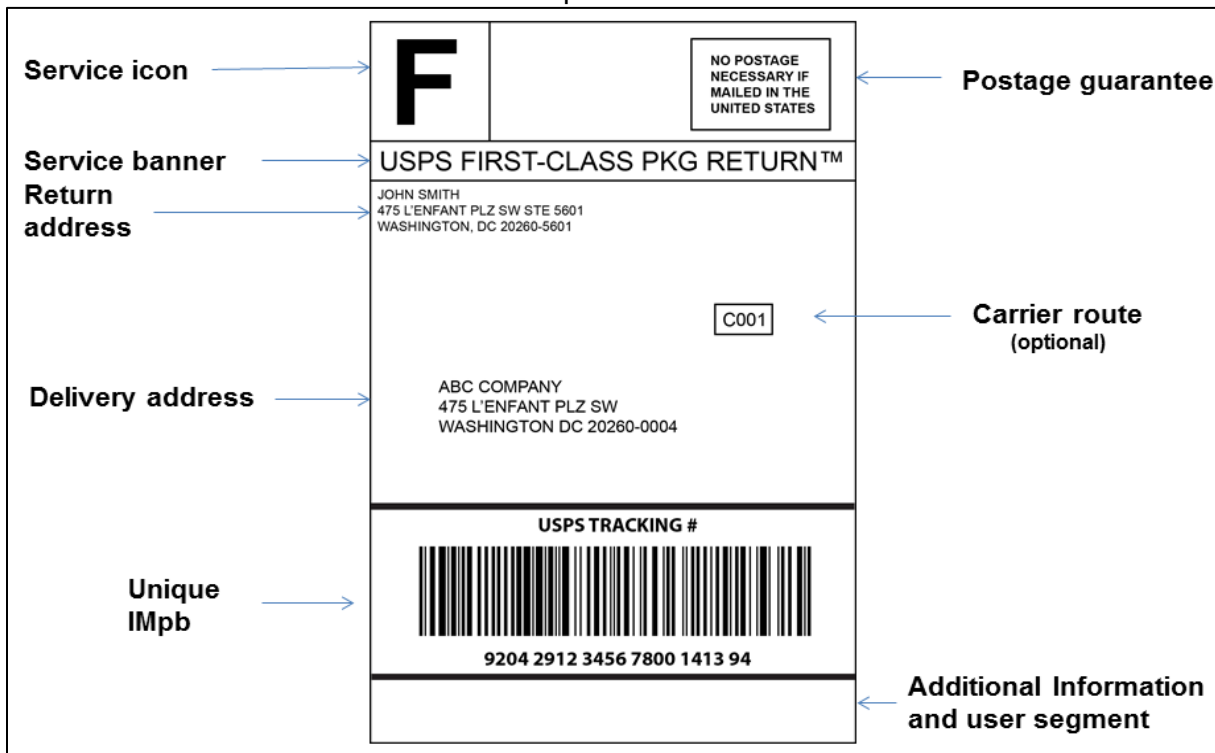 Service icon
F
NO POSTAGE
NECESSARY IF
MAILED IN THE
UNITED STATES
Postage guarantee
Service banner
USPS FIRST-CLASS PKG RETURN™
Return
address
JOHN SMITH
475 L'ENFANT PLZ SW STE 5601
WASHINGTON, DC 20260-5601
C001
Carrier route
(optional)
Delivery address
ABC COMPANY
475 L'ENFANT PLZ SW
WASHINGTON DC 20260-0004
USPS TRACKING #
Unique
IMpb
9204 2912 3456 7800 1413 94
Additional Information
and user segment